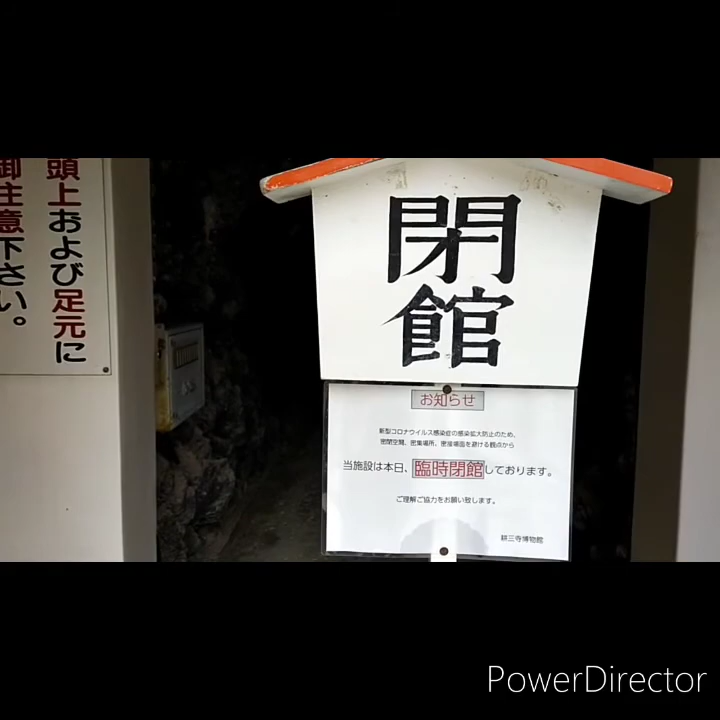 頭上および足元に
御注意下さい。
閉館
お知らせ
新型コロナウイルス感染症の感染拡大防止のため、
密閉空間、密集場所、密接場面を避ける観点から
当施設は本日、臨時閉館しております。
ご理解ご協力をお願い致します。
耕三寺博物館
PowerDirector